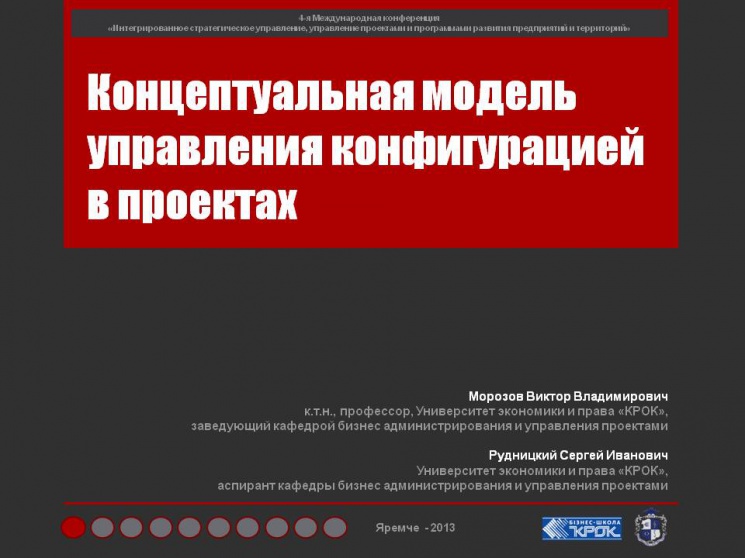 4-я Международная конференция
«Интегрированное стратегическое управление, управление проектами и программами развития предприятий и территорий»
Концептуальная модель
управления конфигурацией
в проектах
Морозов Виктор Владимирович
к.т.н., профессор, Университет экономики и права «КРОК»,
заведующий кафедрой бизнес администрирования и управления проектами
Рудницкий Сергей Иванович
Университет экономики и права «КРОК»,
аспирант кафедры бизнес администрирования и управления проектами
Яремче - 2013
БІЗНЕС-ШКОЛА
КРОК